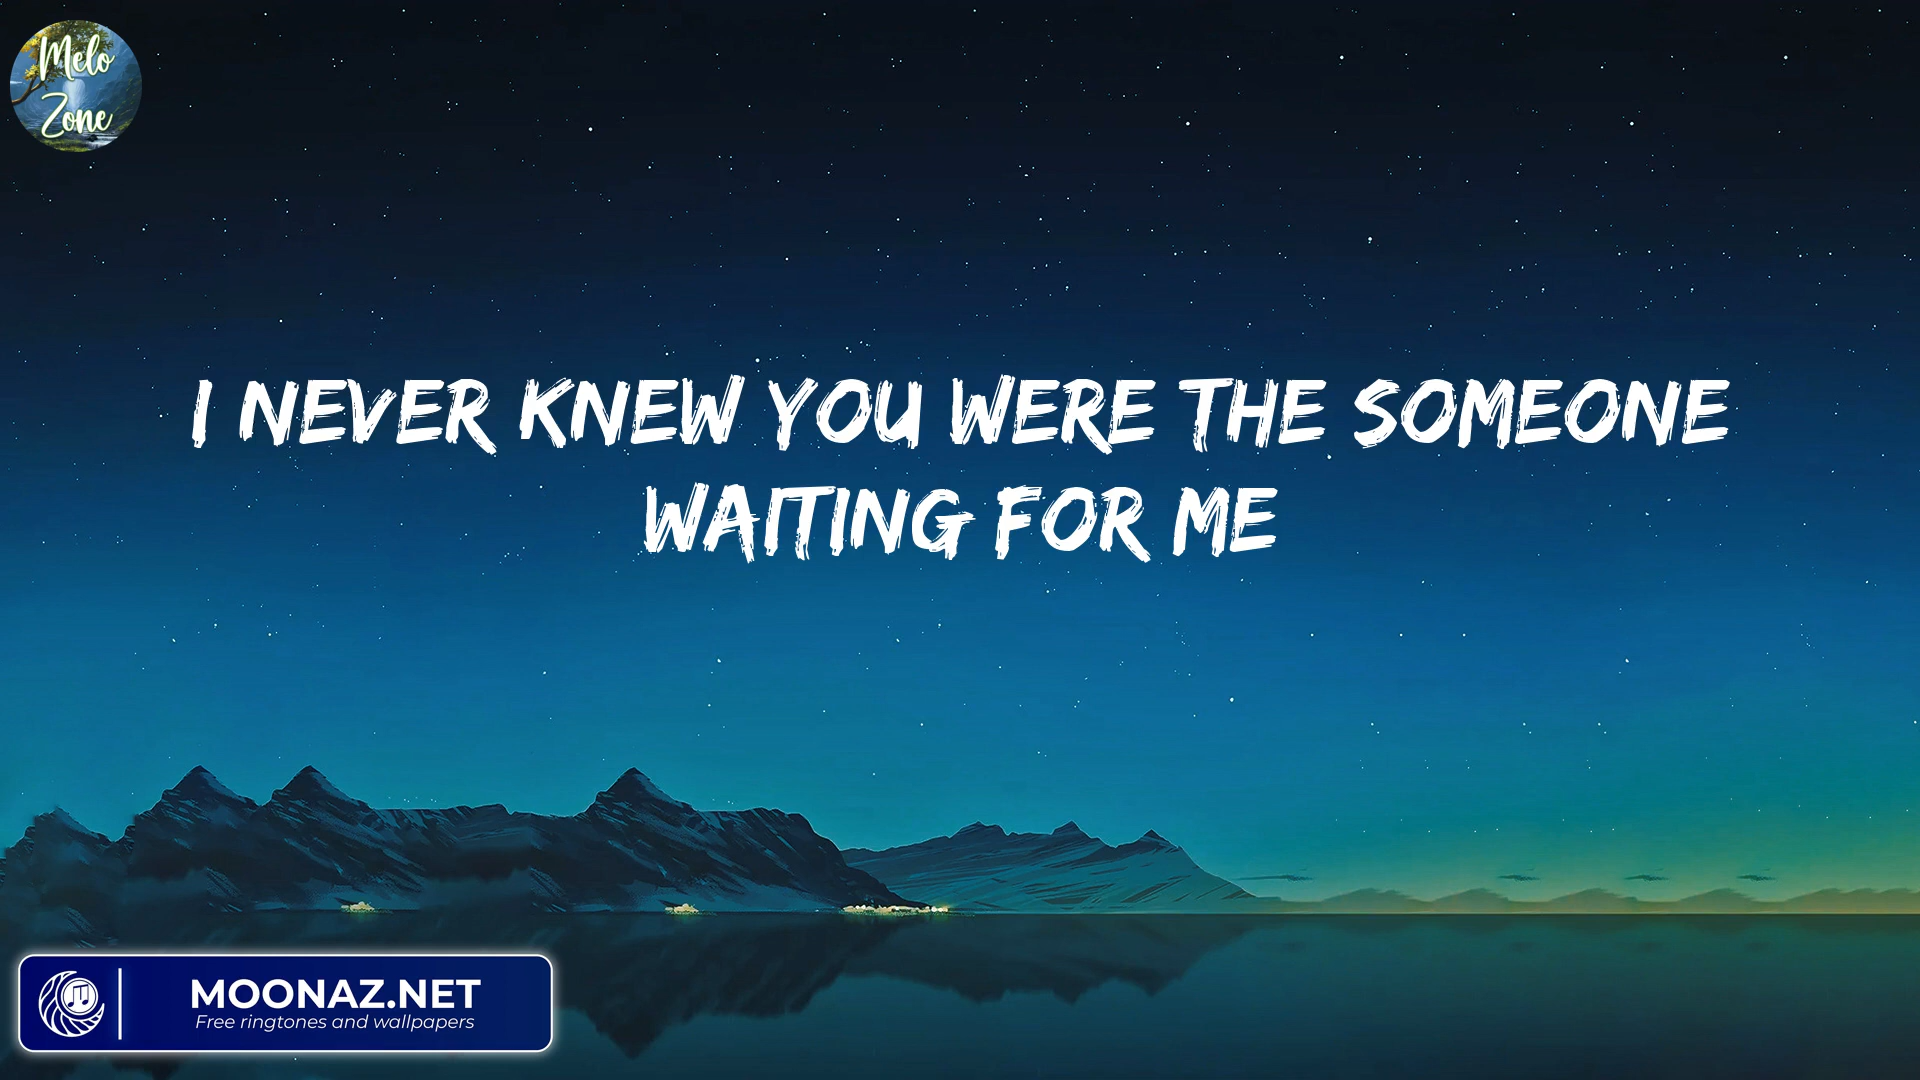 Melo
Zone
I NEVER KNEW YOU WERE THE SOMEONE
WAITING FOR ME
MOONAZ.NET
Free ringtones and wallpapers